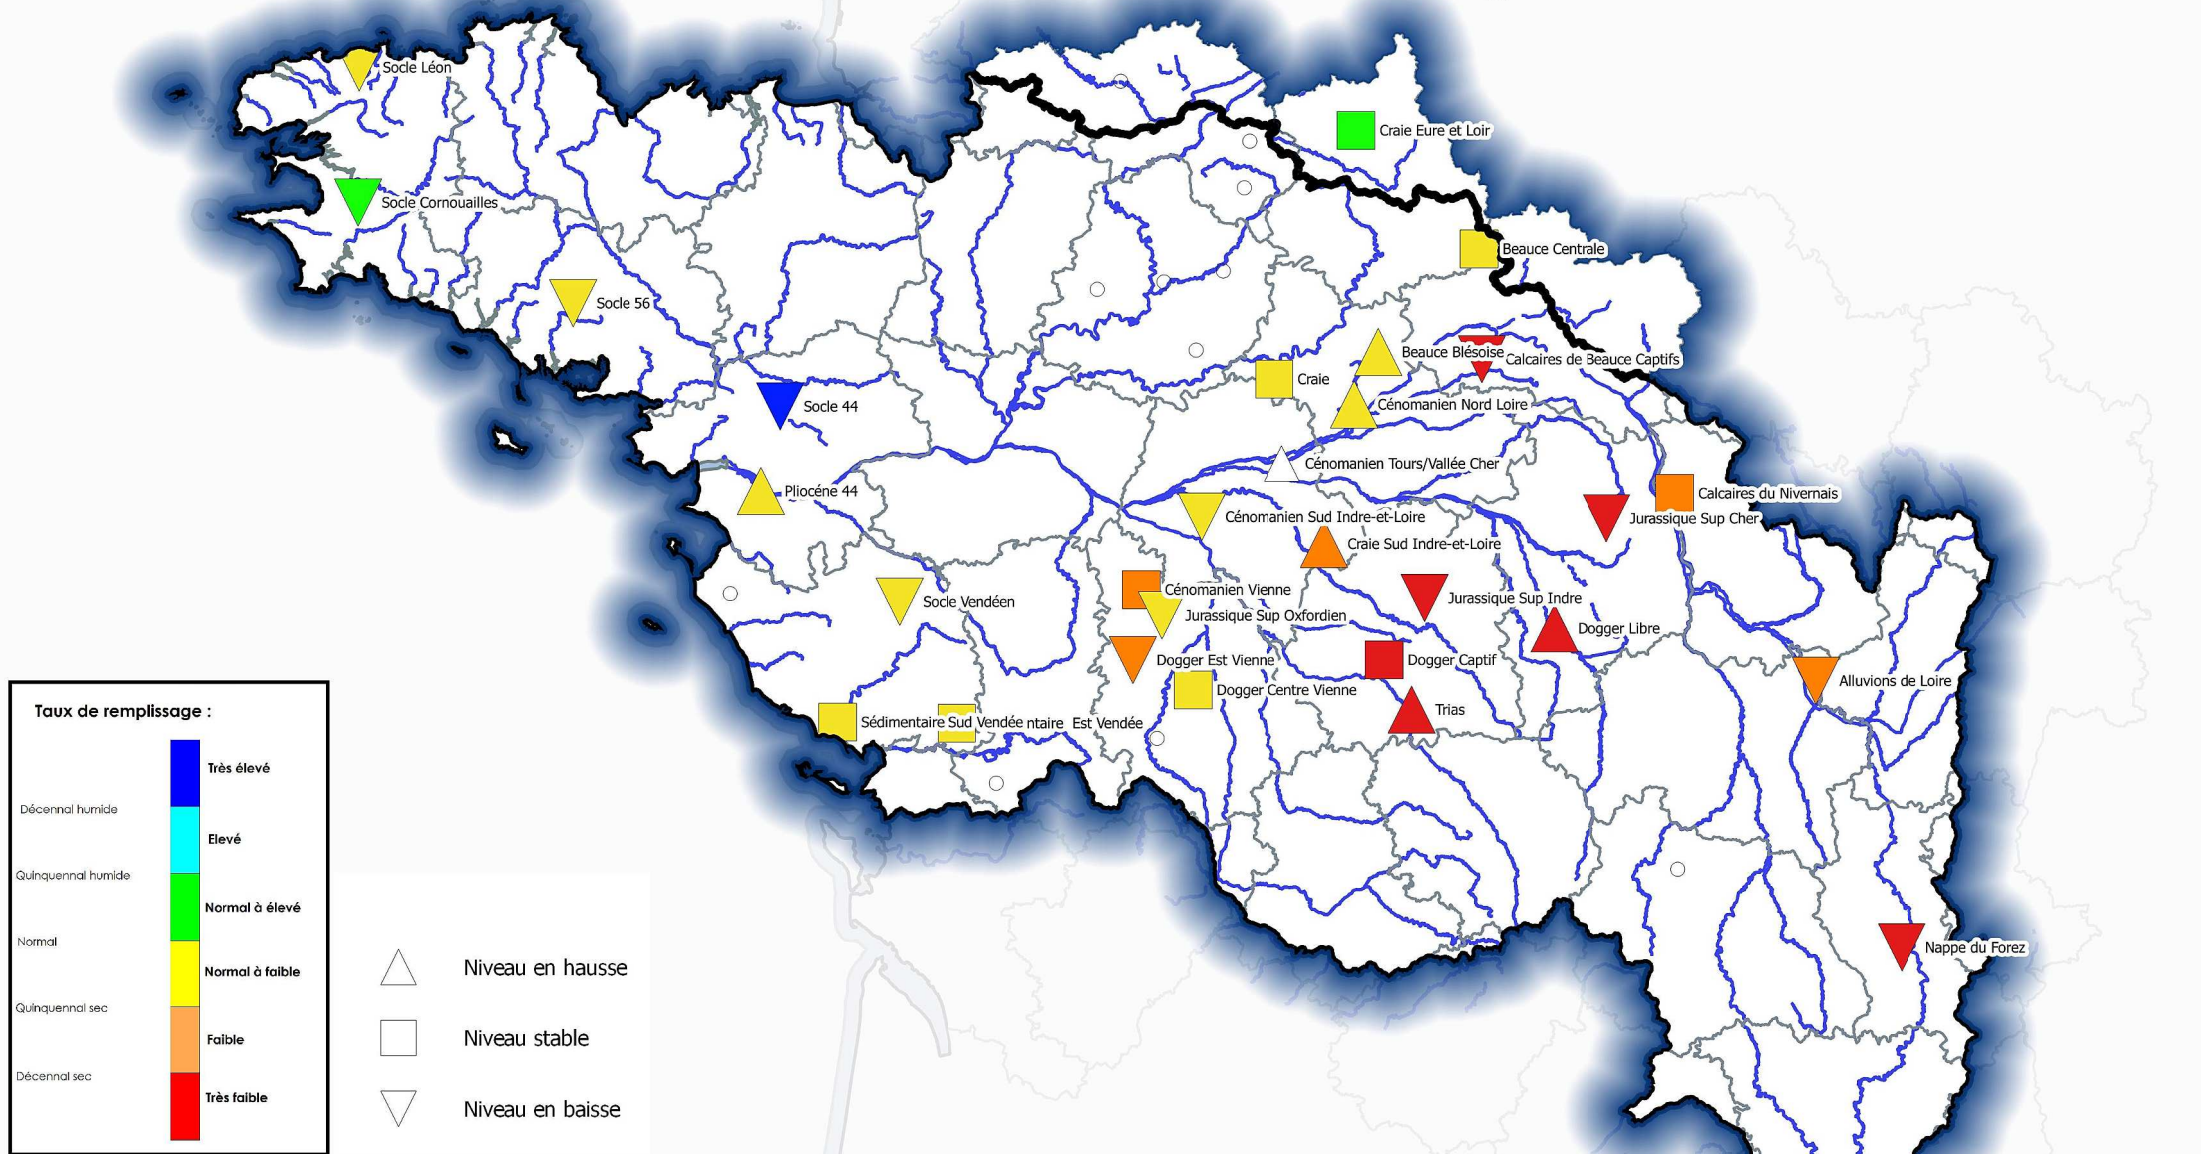 Socle Léon
Craie Eure et Loir
Socle Cornouailles
Beauce Centrale
Socle 56
Beauce Blésoise
Calcaires de Beauce Captifs
Craie
Cénomanien Nord Loire
Socle 44
Cénomanien Tours/Vallée Cher
Pliocéne 44
Calcaires du Nivernais
Cénomanien Sud Indre-et-Loire
Jurassique Sup Cher
Craie Sud Indre-et-Loire
Cénomanien Vienne
Jurassique Sup Indre
Socle Vendéen
Jurassique Sup Oxfordien
Dogger Libre
Dogger Est Vienne
Dogger Captif
Alluvions de Loire
Dogger Centre Vienne
Trias
Sédimentaire Sud Vendée
ntaire Est Vendée
Nappe du Forez
Taux de remplissage :
Très élevé
Décennal humide
Elevé
Quinquennal humide
Normal à élevé
Normal
Normal à faible
Quinquennal sec
Faible
Décennal sec
Très faible
Niveau en hausse
Niveau stable
Niveau en baisse